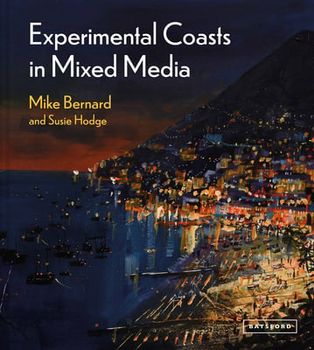 Experimental Coasts
in Mixed Media
Mike Bernard
and Susie Hodge
BATSFORD